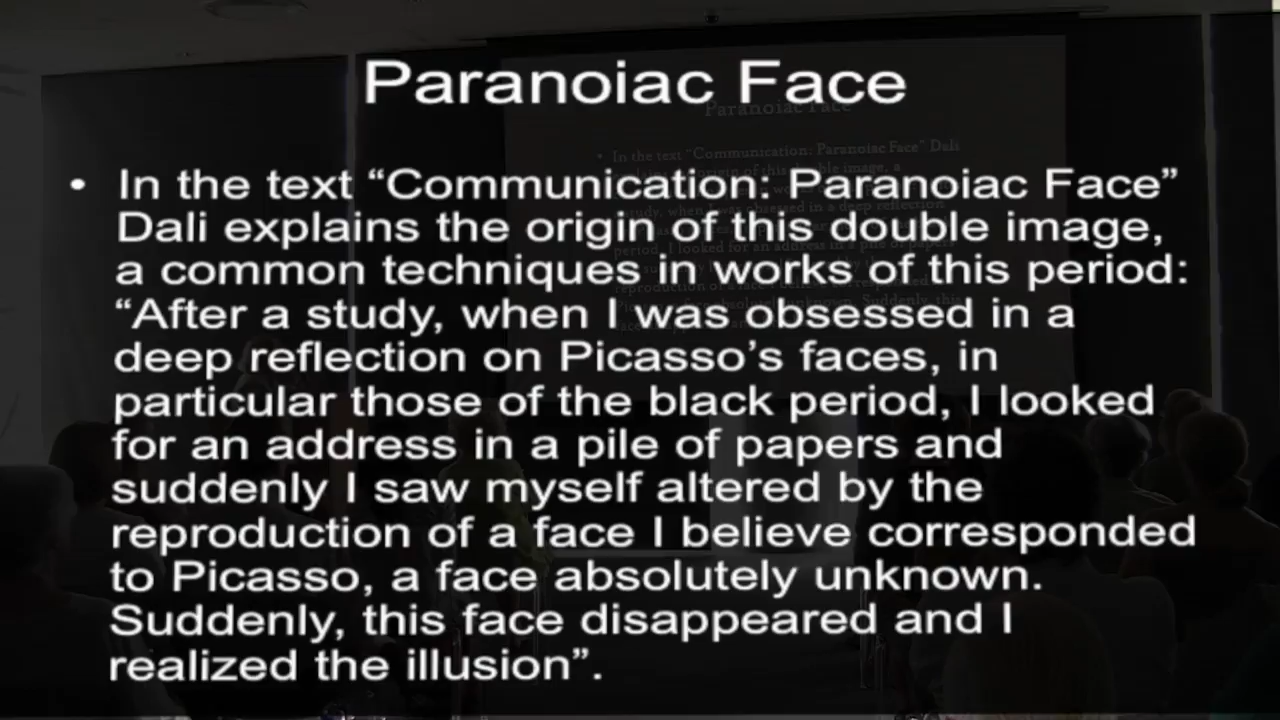 Paranoiac Face
• In the text “Communication: Paranoiac Face”
Dali explains the origin of this double image,
a common techniques in works of this period:
“After a study, when I was obsessed in a
deep reflection on Picasso’s faces, in
particular those of the black period, I looked
for an address in a pile of papers and
suddenly I saw myself altered by the
reproduction of a face I believe corresponded
to Picasso, a face absolutely unknown.
Suddenly, this face disappeared and I
realized the illusion”.